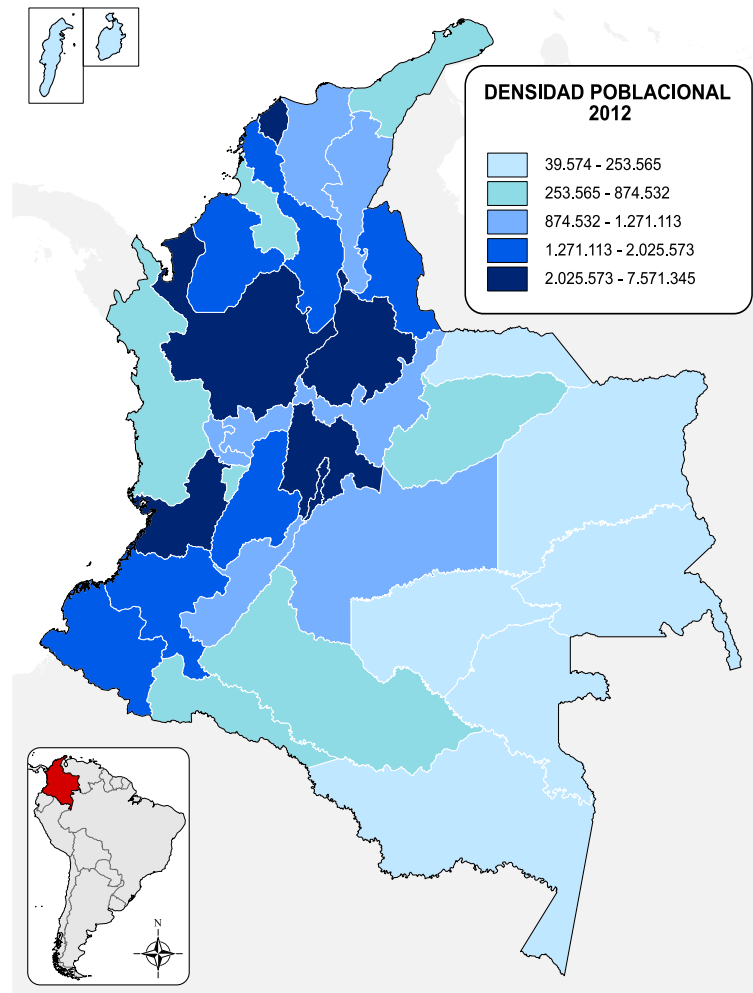 DENSIDAD POBLACIONAL
2012
39.574 - 253.565
253.565 - 874.532
874.532 - 1.271.113
1.271.113 - 2.025.573
2.025.573 - 7.571.345
N